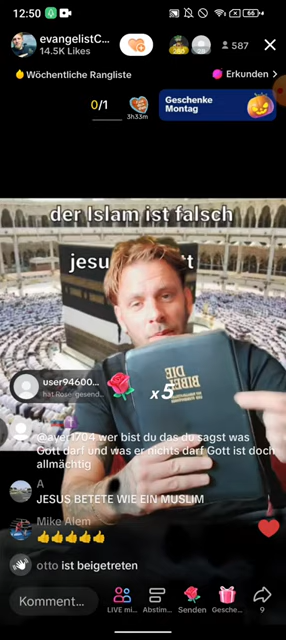 12:50
66
evangelistC...
14.5K Likes
587
Wöchentliche Rangliste
Erkunden >
0/1
3h33m
Geschenke
Montag
der Islam ist falsch
jesu
tt
DIE
BIBEL
user94600...
hat Rose gesend...
x5
@ayer1704 wer bist du das du sagst was
Gott darf und was er nichts darf Gott ist doch
allmächtig
A
JESUS BETETE WIE EIN MUSLIM
Mike Alem
👍👍👍👍👍
otto ist beigetreten
Komment...
LIVE mi...
Abstim...
Senden
Gesche...
9